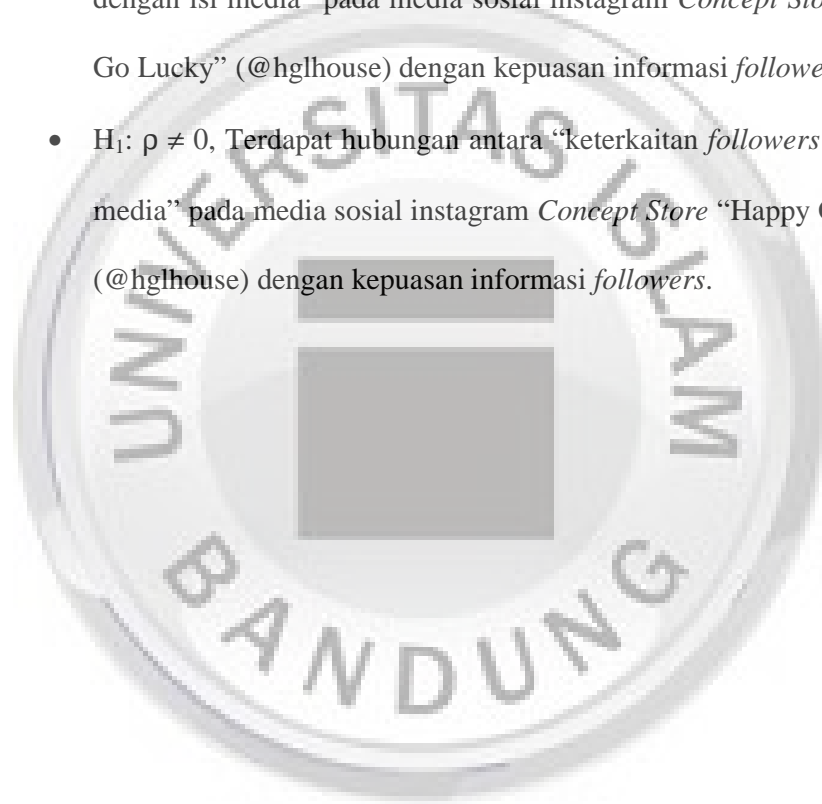 dengan isi media" pada media sosial instagram Concept Sto
Go Lucky" (@hglhouse) dengan kepuasan informasi followe
• H₁: ρ ≠ 0, Terdapat hubungan antara "keterkaitan followers
media" pada media sosial instagram Concept Store "Happy G
(@hglhouse) dengan kepuasan informasi followers.
UNIVERSITAS ISLAM
BANDUNG